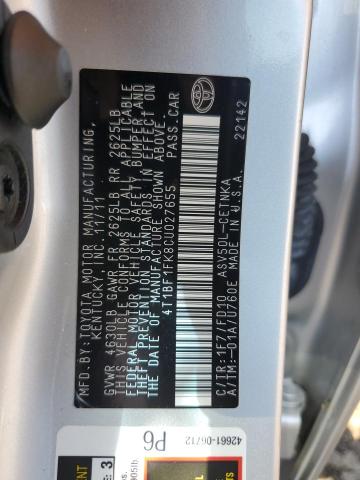 MFD.BY:TOYOTA MOTOR MANUFACTURING,
KENTUCKY, INC. 11/11
GVWR 4630LB GAWR FR 2625LB RR 2625LB
THIS VEHICLE CONFORMS TO ALL APPLICABLE
FEDERAL MOTOR VEHICLE SAFETY, BUMPER, AND
THEFT PREVENTION STANDARDS IN EFFECT ON
THE DATE OF MANUFACTURE SHOWN ABOVE.
4T1BF1FK8CU027655 PASS.CAR
C/TR:1F7/FD10 ASV50L-CETNKA
A/TM:-01A/U760E MADE IN U.S.A.
22142
42661-06712
P6
3